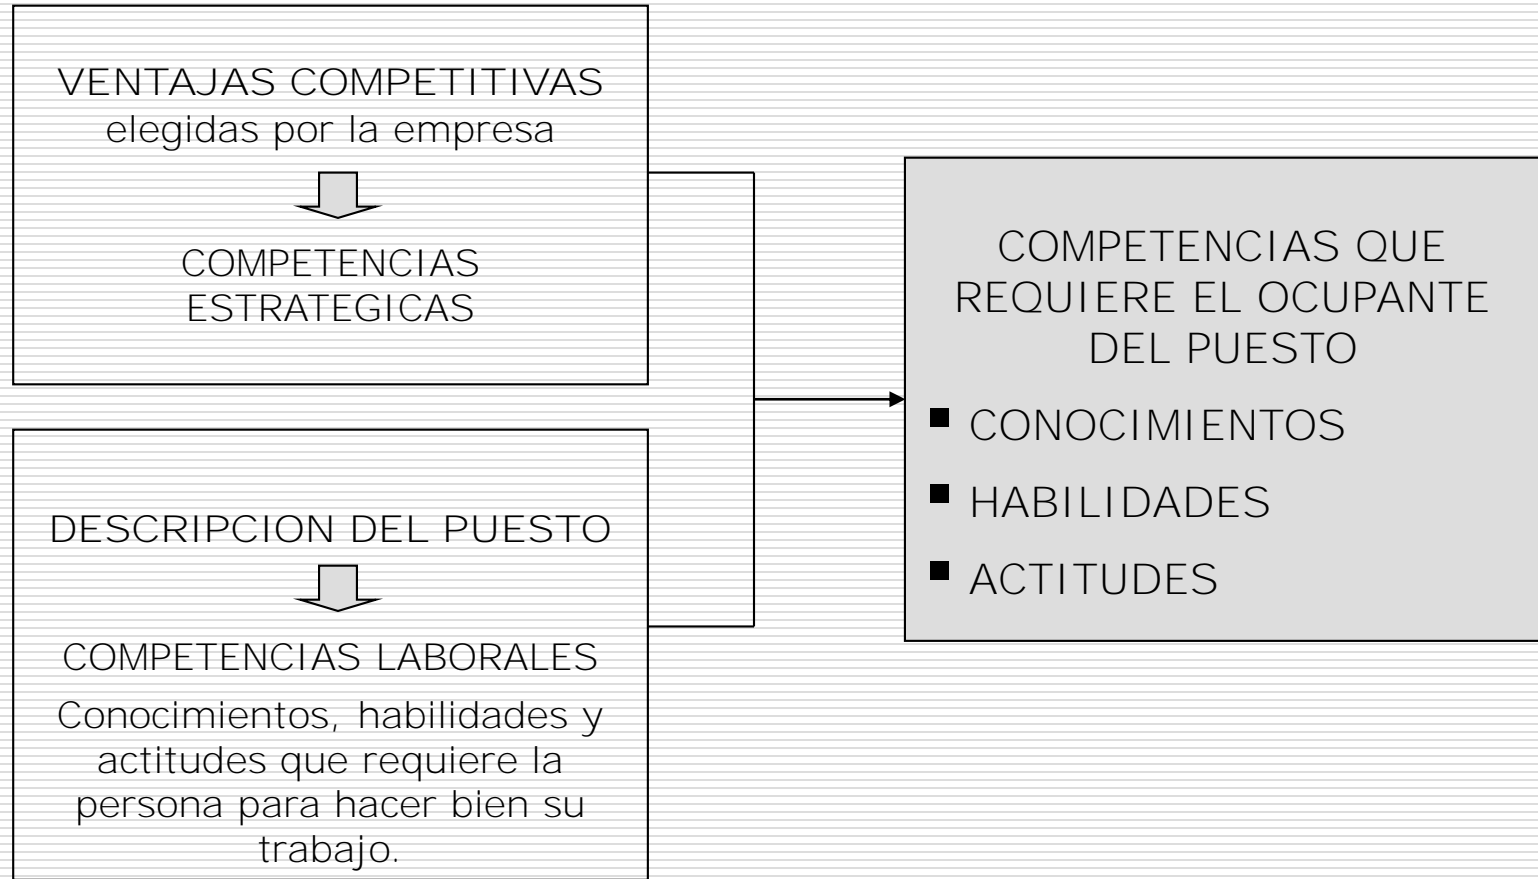 VENTAJAS COMPETITIVAS
elegidas por la empresa
COMPETENCIAS
ESTRATEGICAS
DESCRIPCION DEL PUESTO
COMPETENCIAS LABORALES
Conocimientos, habilidades y
actitudes que requiere la
persona para hacer bien su
trabajo.
COMPETENCIAS QUE
REQUIERE EL OCUPANTE
DEL PUESTO
▪ CONOCIMIENTOS
▪ HABILIDADES
▪ ACTITUDES